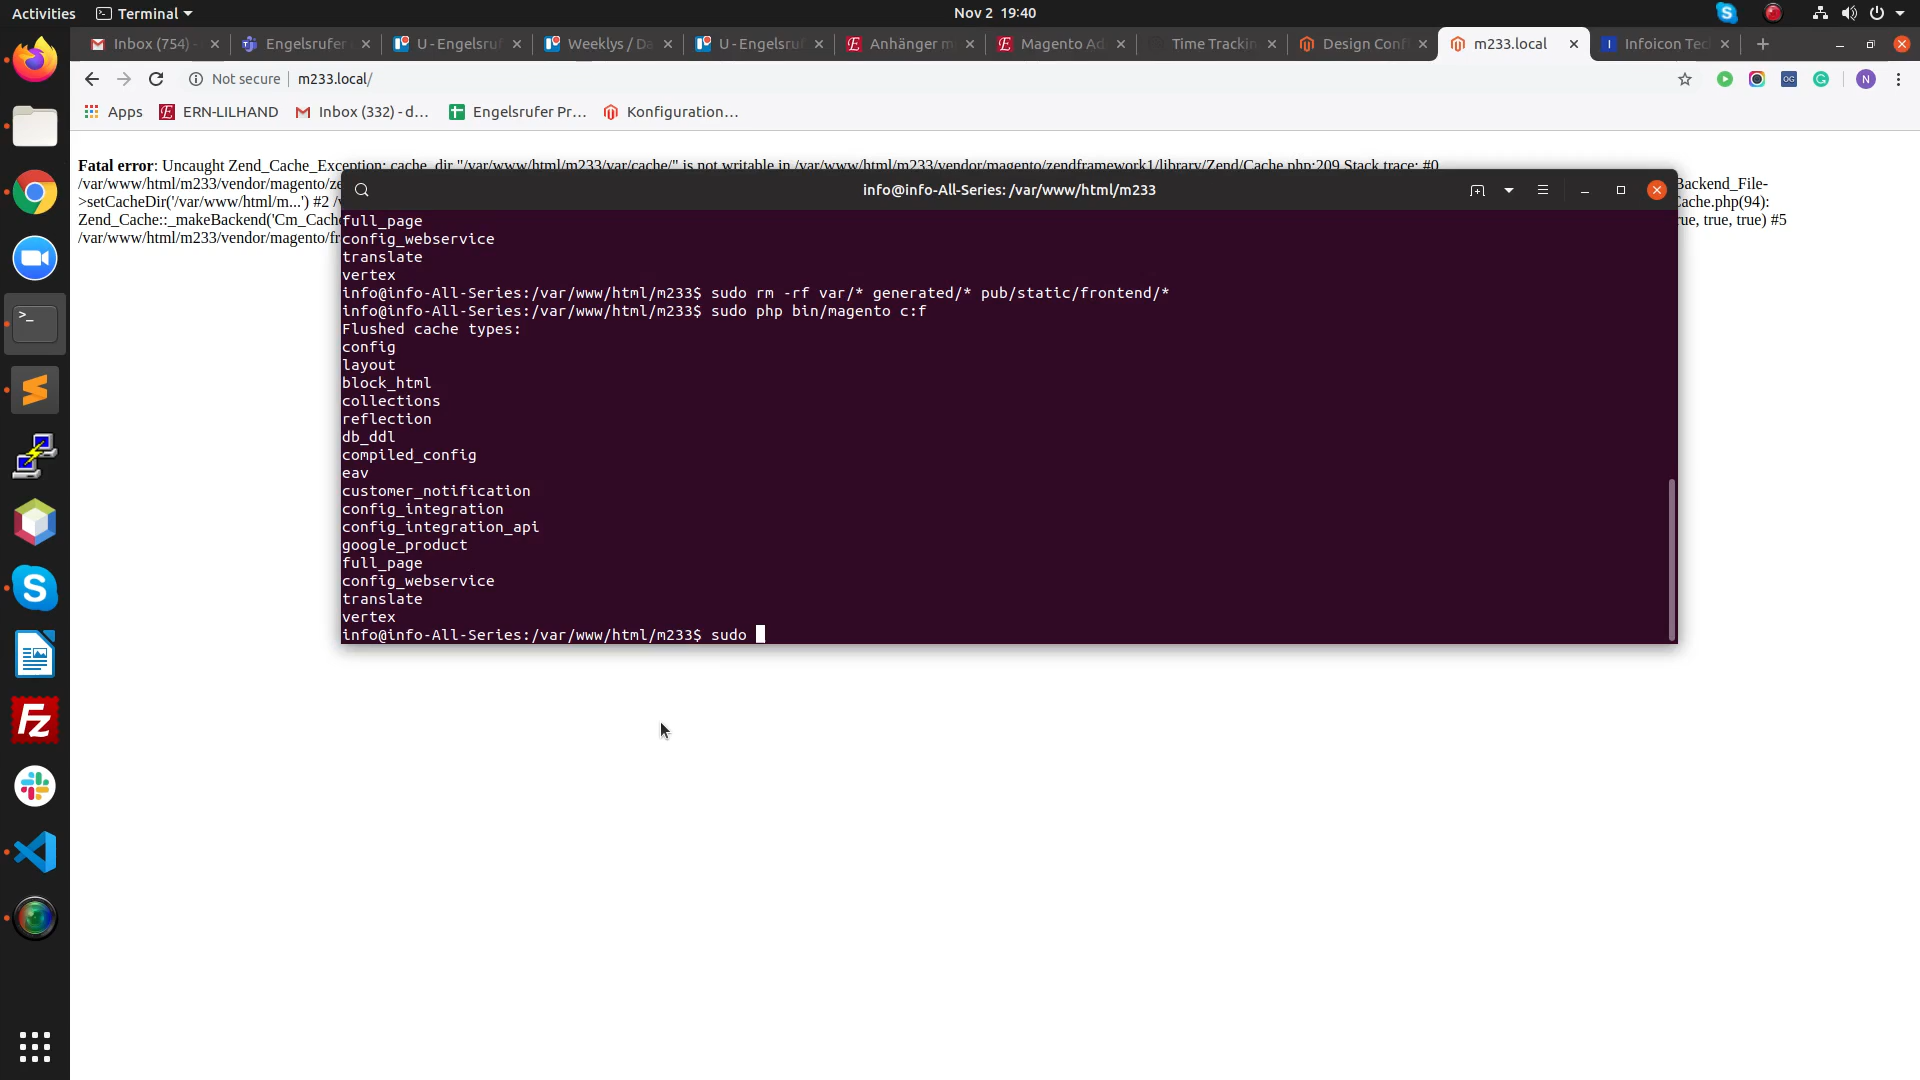 Activities Terminal Nov 2 19:40
Inbox (754) - Engelsrufer U - Engelsruf Weeklys / Da U - Engelsruf Anhänger m Magento Ad Time Trackin Design Conf m233.local Infoicon Tec
Not secure m233.local/
Apps ERN-LILHAND Inbox (332) - d... Engelsrufer Pr... Konfiguration...
Fatal error: Uncaught Zend_Cache_Exception: cache_dir "/var/www/html/m233/var/cache/" is not writable in /var/www/html/m233/vendor/magento/zendframework1/library/Zend/Cache.php:209 Stack trace: #0
/var/www/html/m233/vendor/magento/ze Backend_File-
>setCacheDir('/var/www/html/m...') #2 /v Cache.php(94):
Zend_Cache::_makeBackend('Cm_Cache rue, true, true) #5
/var/www/html/m233/vendor/magento/fr
info@info-All-Series: /var/www/html/m233
full_page
config_webservice
translate
vertex
info@info-All-Series:/var/www/html/m233$ sudo rm -rf var/* generated/* pub/static/frontend/*
info@info-All-Series:/var/www/html/m233$ sudo php bin/magento c:f
Flushed cache types:
config
layout
block_html
collections
reflection
db_ddl
compiled_config
eav
customer_notification
config_integration
config_integration_api
google_product
full_page
config_webservice
translate
vertex
info@info-All-Series:/var/www/html/m233$ sudo